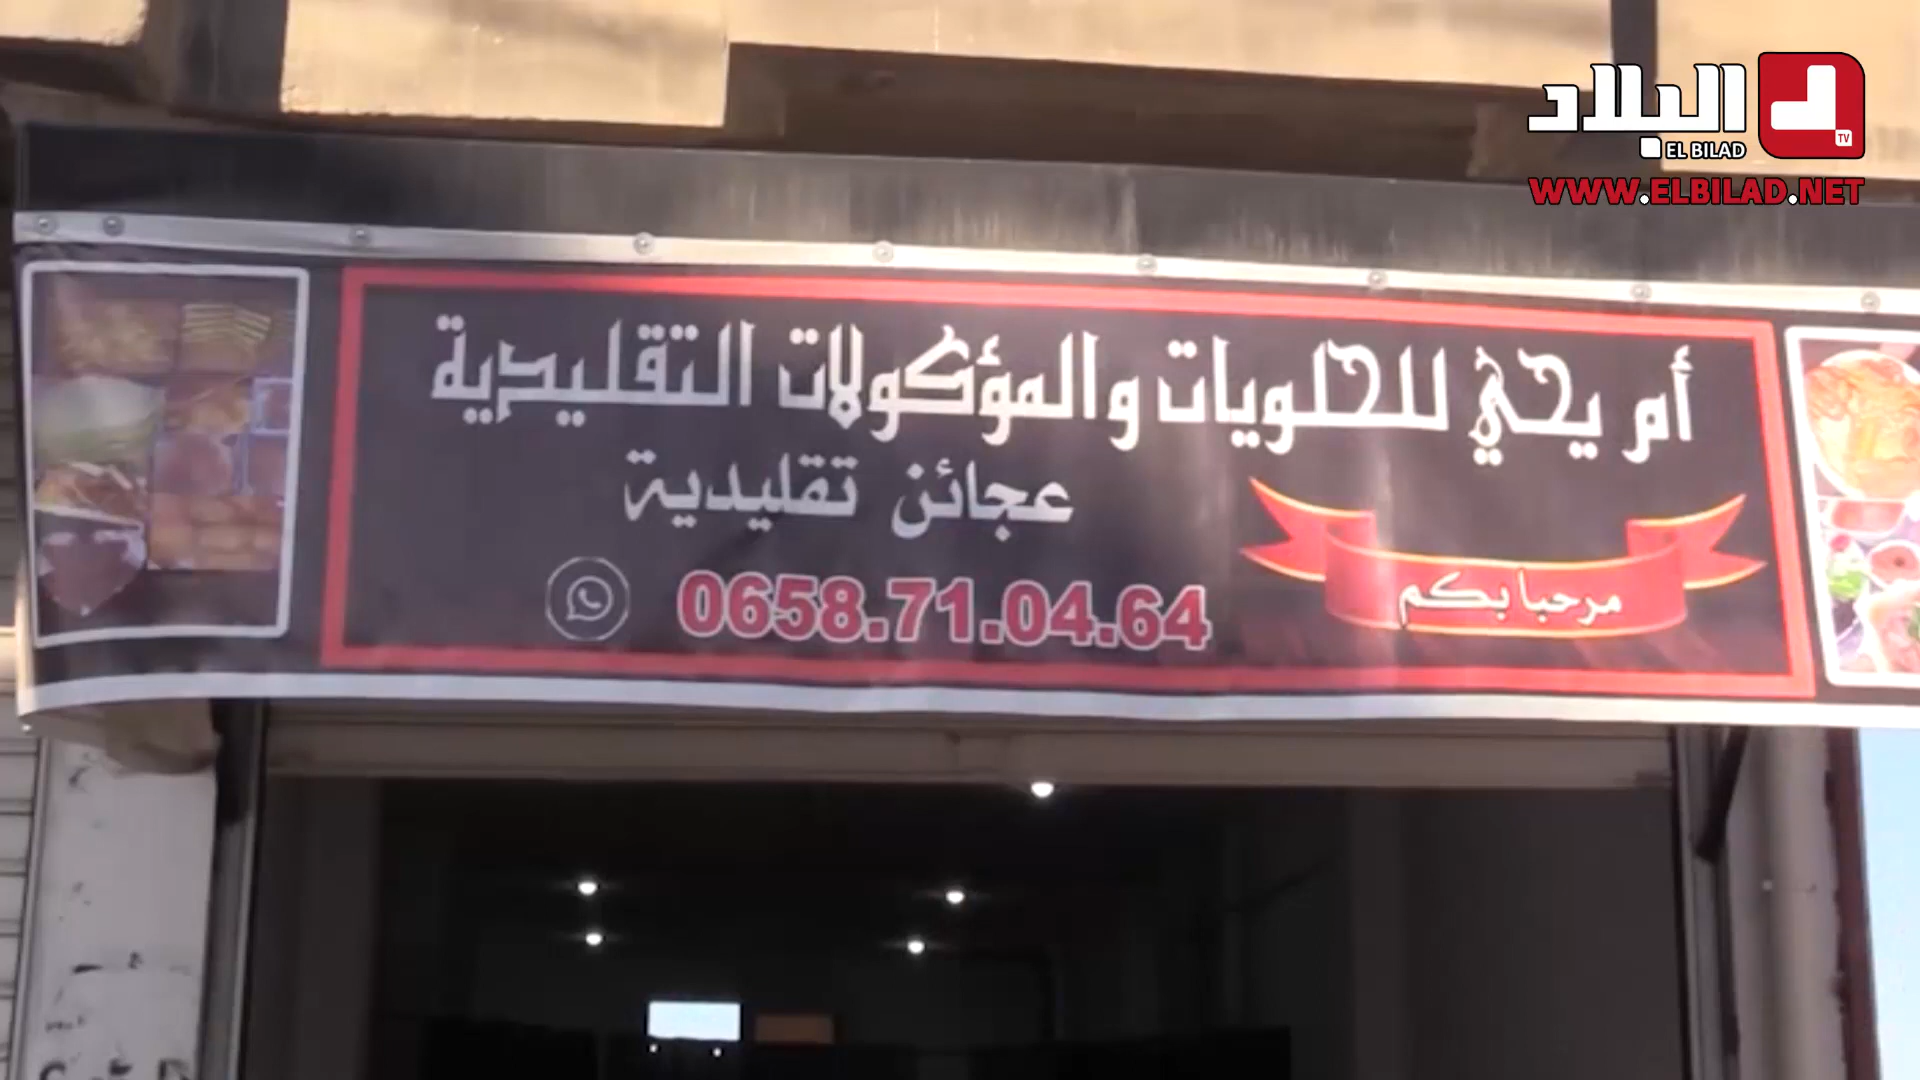 البلاد
TV
EL BILAD
WWW.ELBILAD.NET
أم يحيٰ للحلويات والمؤكولات التقليدية
عجائن تقليدية
0658.71.04.64
مرحبا بكم